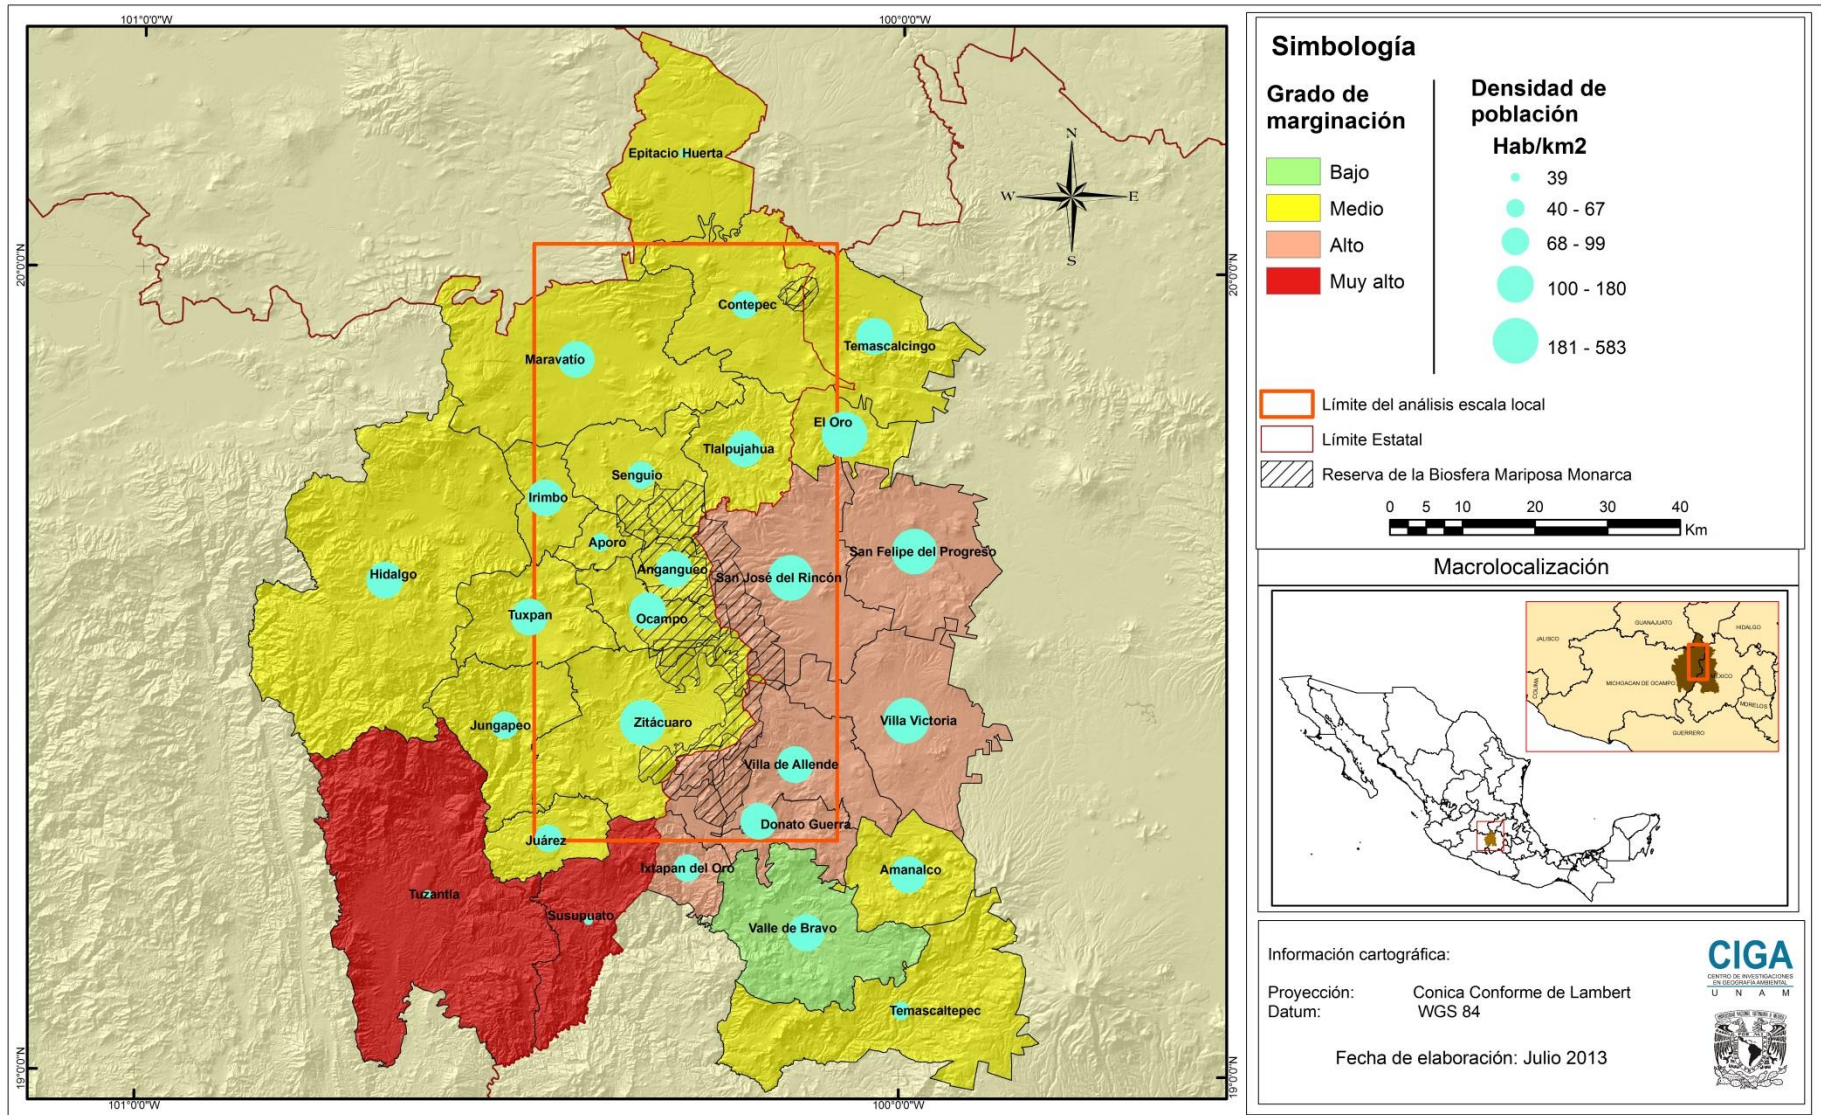 101°0'0"W
100°0'0"W
20°0'0"N
20°0'0"N
19°0'0"N
19°0'0"N
101°0'0"W
100°0'0"W
N
W
E
S
Epitacio Huerta
Contepec
Temascalcingo
Maravatío
El Oro
Tlalpujahua
Senguio
Irimbo
Aporo
San Felipe del Progreso
Angangueo
San José del Rincón
Hidalgo
Tuxpan
Ocampo
Jungapeo
Zitácuaro
Villa Victoria
Villa de Allende
Donato Guerra
Juárez
Ixtapan del Oro
Amanalco
Tuzantla
Susupuato
Valle de Bravo
Temascaltepec
Simbología
Grado de
marginación
Bajo
Medio
Alto
Muy alto
Densidad de
población
Hab/km2
39
40 - 67
68 - 99
100 - 180
181 - 583
Límite del análisis escala local
Límite Estatal
Reserva de la Biosfera Mariposa Monarca
0 5 10 20 30 40
Km
Macrolocalización
GUANAJUATO
HIDALGO
JALISCO
MICHOACAN DE OCAMPO
MÉXICO
COLIMA
MORELOS
GUERRERO
Información cartográfica:
Proyección: Conica Conforme de Lambert
Datum: WGS 84
Fecha de elaboración: Julio 2013
CIGA
CENTRO DE INVESTIGACIONES
EN GEOGRAFÍA AMBIENTAL
U N A M